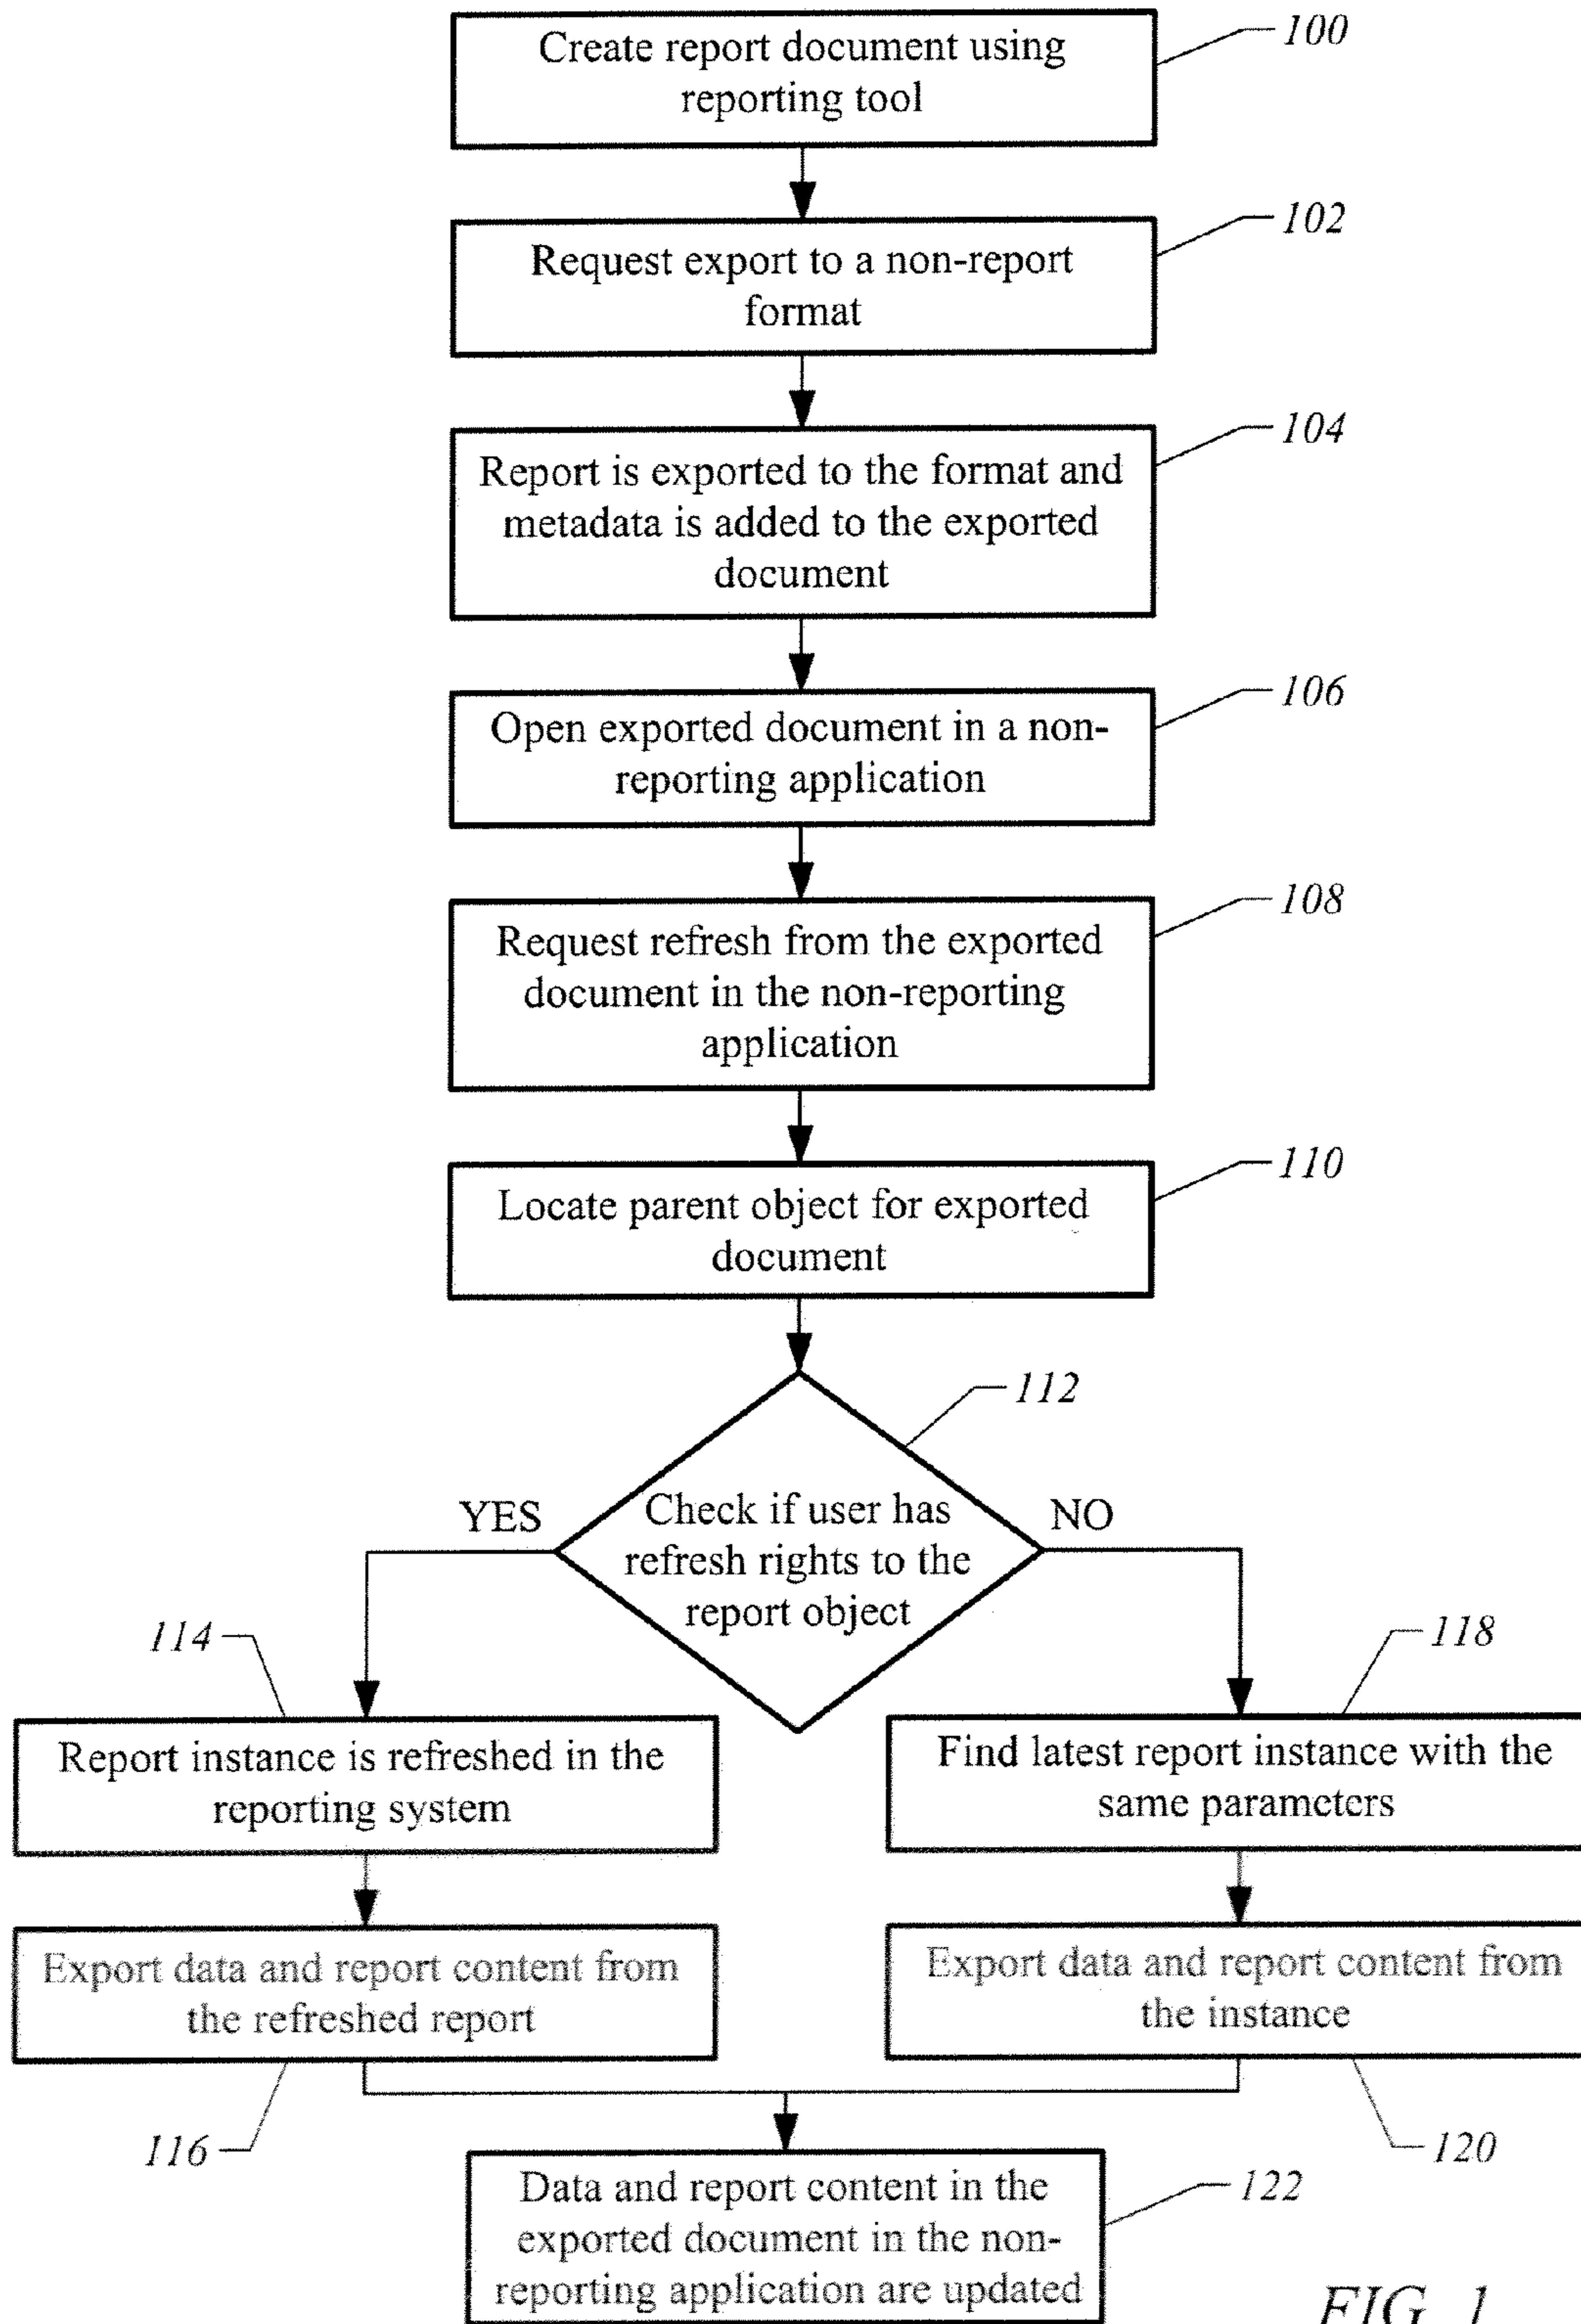 Create report document using
reporting tool
100
Request export to a non-report
format
102
Report is exported to the format and
metadata is added to the exported
document
104
Open exported document in a non-
reporting application
106
Request refresh from the exported
document in the non-reporting
application
108
Locate parent object for exported
document
110
112
YES
Check if user has
refresh rights to the
report object
NO
114
Report instance is refreshed in the
reporting system
118
Find latest report instance with the
same parameters
Export data and report content from
the refreshed report
116
Export data and report content from
the instance
120
Data and report content in the
exported document in the non-
reporting application are updated
122
FIG. 1